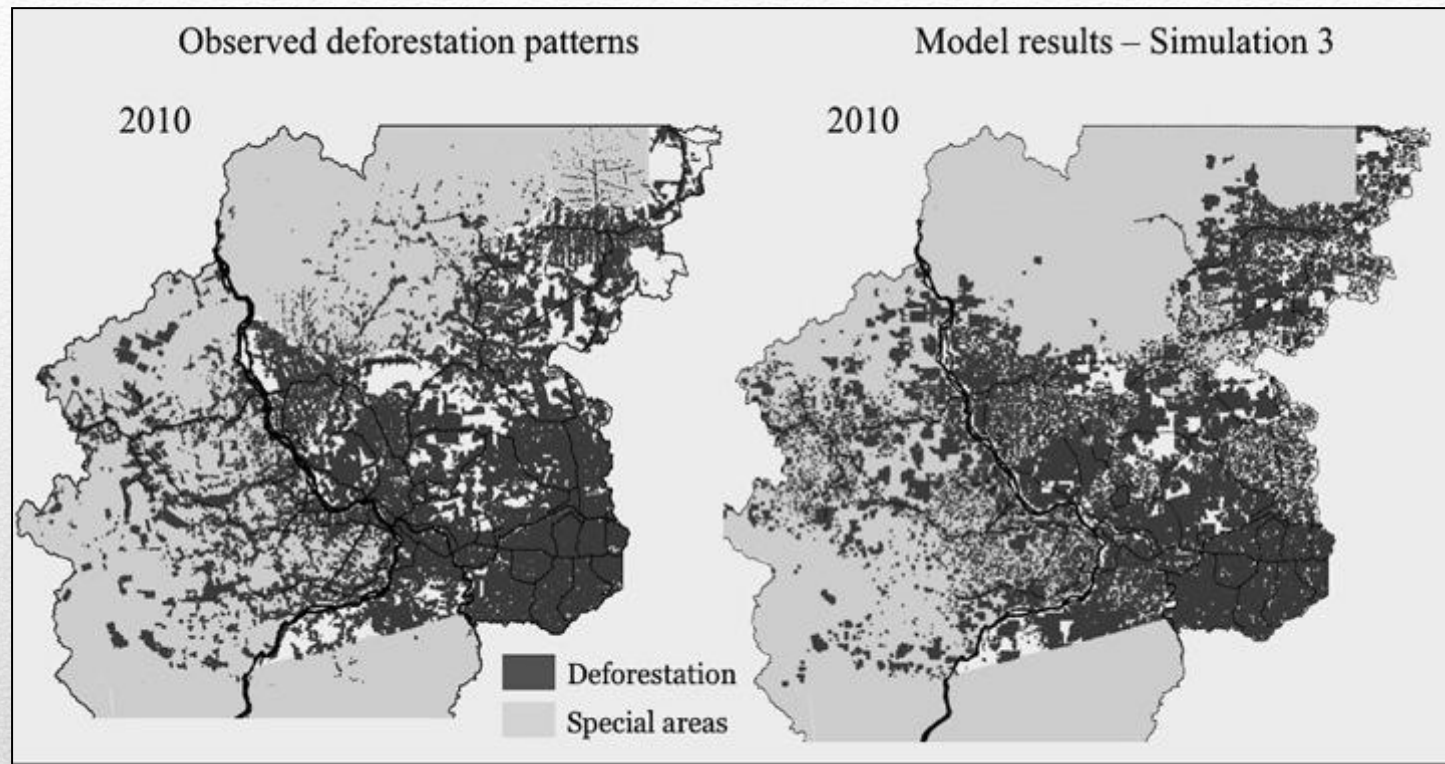 Observed deforestation patterns
Model results – Simulation 3
2010
2010
Deforestation
Special areas